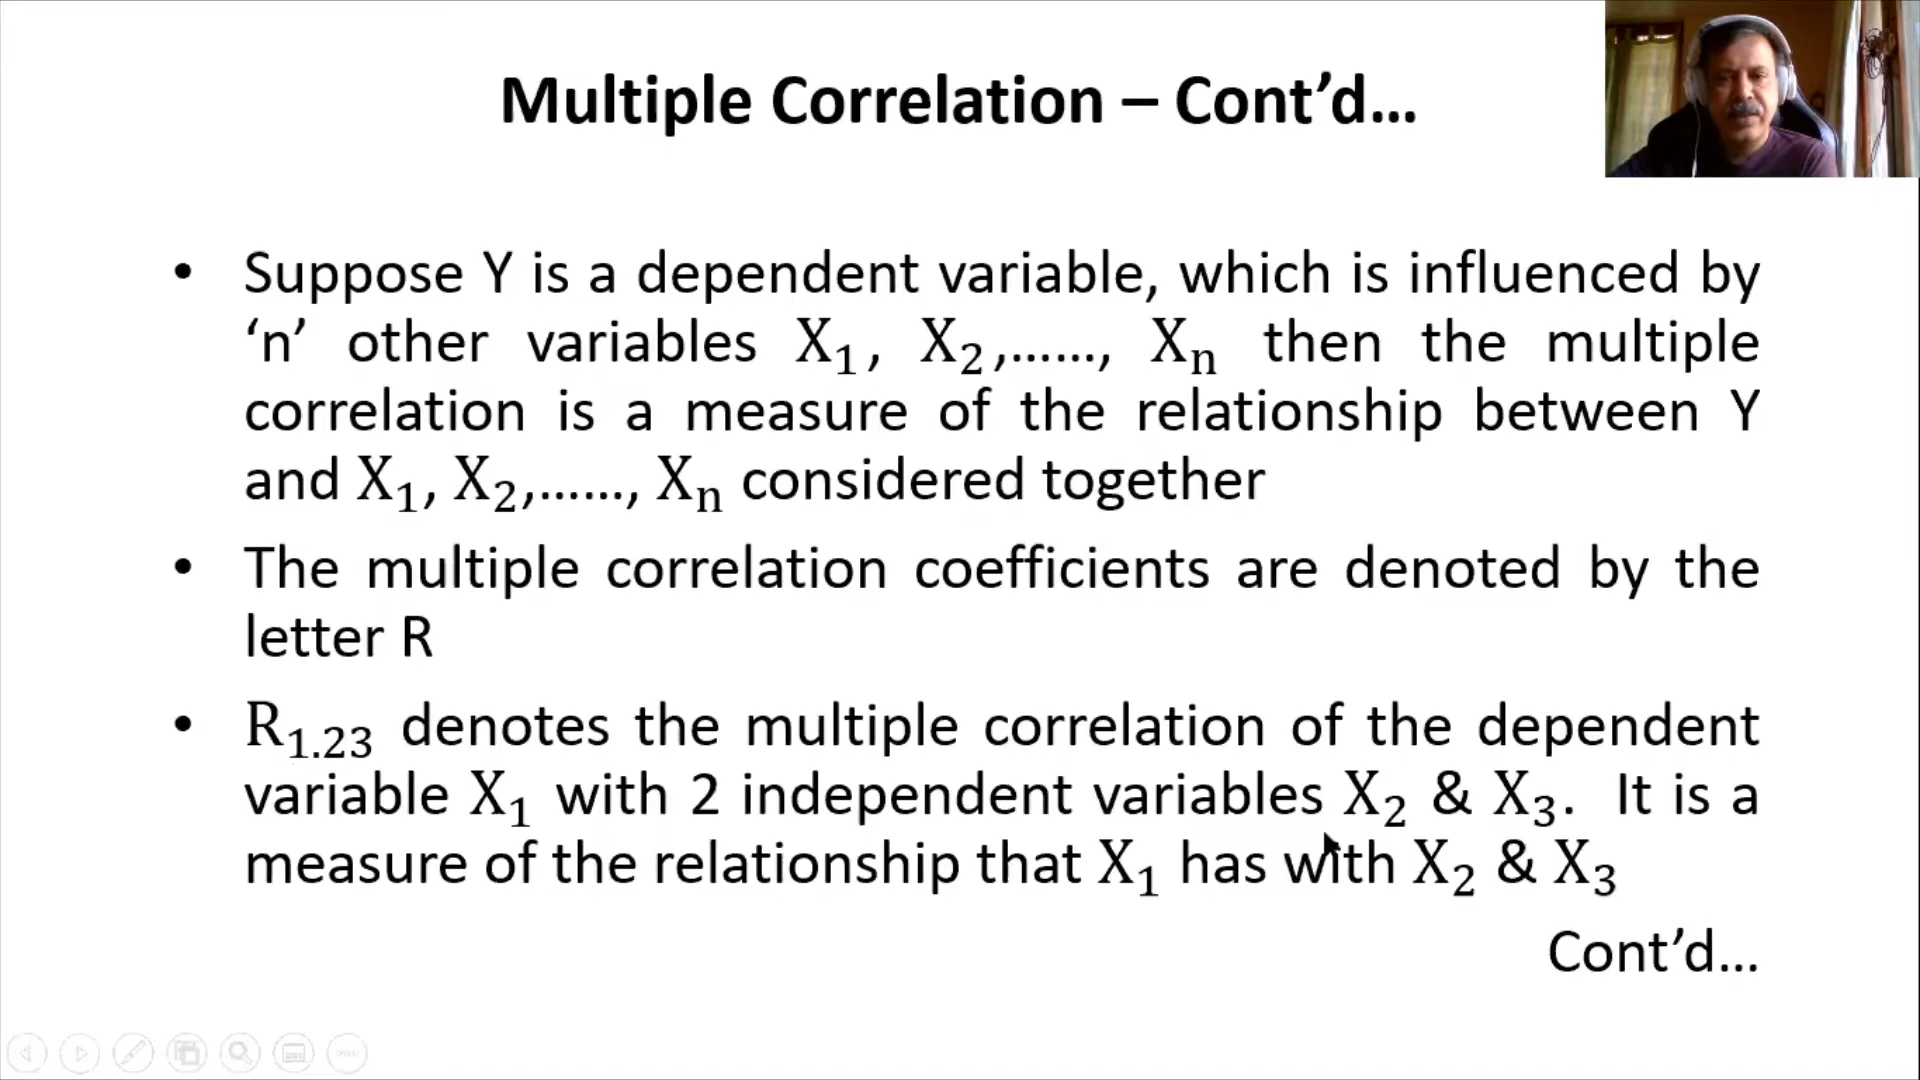 Multiple Correlation – Cont’d…
• Suppose Y is a dependent variable, which is influenced by
‘n’ other variables X₁, X₂,……, Xₙ then the multiple
correlation is a measure of the relationship between Y
and X₁, X₂,……, Xₙ considered together
• The multiple correlation coefficients are denoted by the
letter R
• R₁.₂₃ denotes the multiple correlation of the dependent
variable X₁ with 2 independent variables X₂ & X₃. It is a
measure of the relationship that X₁ has with X₂ & X₃
Cont’d…